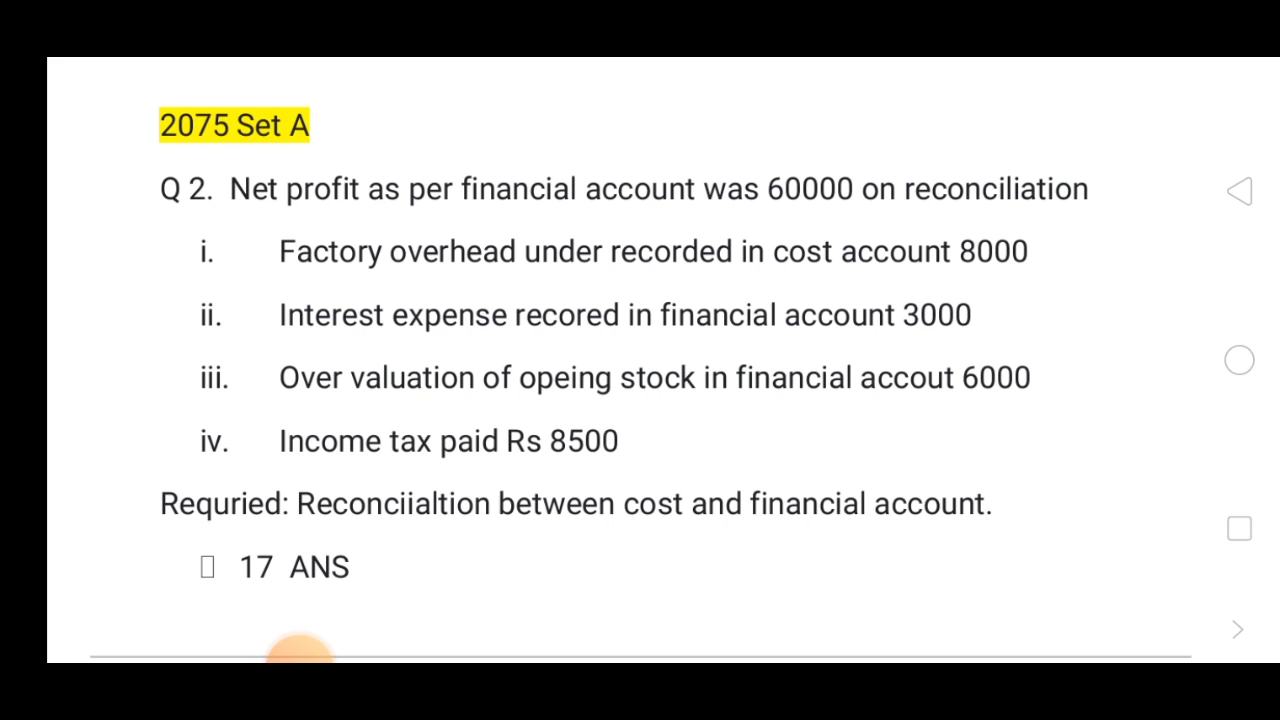 2075 Set A
Q 2. Net profit as per financial account was 60000 on reconciliation
i. Factory overhead under recorded in cost account 8000
ii. Interest expense recored in financial account 3000
iii. Over valuation of opeing stock in financial accout 6000
iv. Income tax paid Rs 8500
Requried: Reconciialtion between cost and financial account.
17 ANS